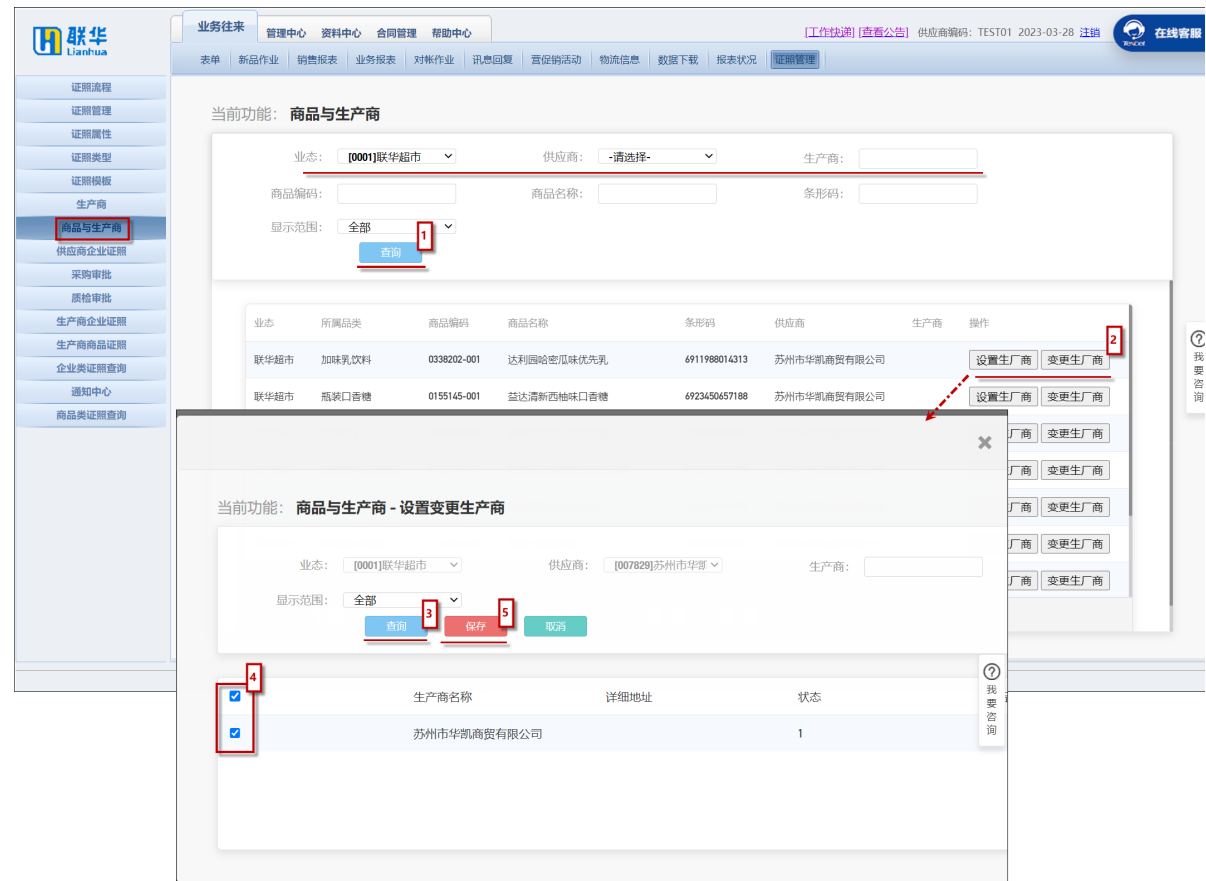 联华
Lianhua
业务往来 管理中心 资料中心 合同管理 帮助中心
[工作快递] [查看公告] 供应商编码: TEST01 2023-03-28 注销
在线客服
表单 新品作业 销售报表 业务报表 对帐作业 讯息回复 营促销活动 物流信息 数据下载 报表状况 证照管理
证照流程
证照管理
证照属性
证照类型
证照模板
生产商
商品与生产商
供应商企业证照
采购审批
质检审批
生产商企业证照
生产商商品证照
企业类证照查询
通知中心
商品类证照查询
当前功能: 商品与生产商
业态: [0001]联华超市 供应商: -请选择- 生产商:
商品编码: 商品名称: 条形码:
显示范围: 全部
1
查询
业态 所属品类 商品编码 商品名称 条形码 供应商 生产商 操作
2
联华超市 加味乳饮料 0338202-001 达利园哈密瓜味优先乳 6911988014313 苏州市华凯商贸有限公司 设置生厂商 变更生厂商
联华超市 瓶装口香糖 0155145-001 益达清新西柚味口香糖 6923450657188 苏州市华凯商贸有限公司 设置生厂商 变更生厂商
厂商 变更生厂商
厂商 变更生厂商
厂商 变更生厂商
厂商 变更生厂商
厂商 变更生厂商
我要咨询
当前功能: 商品与生产商 - 设置变更生产商
业态: [0001]联华超市 供应商: [007829]苏州市华凯 生产商:
显示范围: 全部
3
5
查询 保存 取消
4
生产商名称 详细地址 状态
苏州市华凯商贸有限公司 1
我要咨询